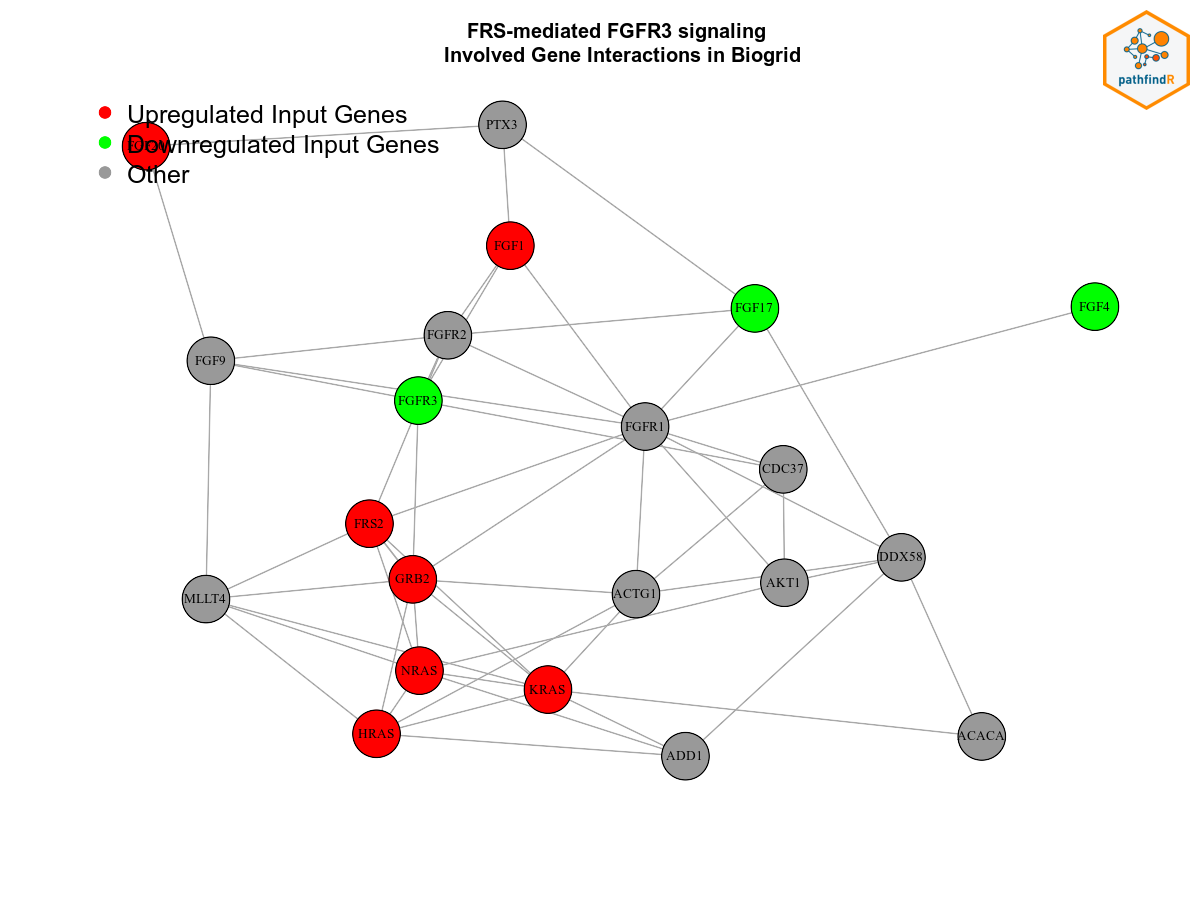 FRS-mediated FGFR3 signaling
Involved Gene Interactions in Biogrid
pathfindR
Upregulated Input Genes
Downregulated Input Genes
Other
PTX3
FGF1
FGF17
FGF4
FGFR2
FGF9
FGFR3
FGFR1
CDC37
FRS2
DDX58
GRB2
AKT1
ACTG1
MLLT4
NRAS
KRAS
HRAS
ACACA
ADD1